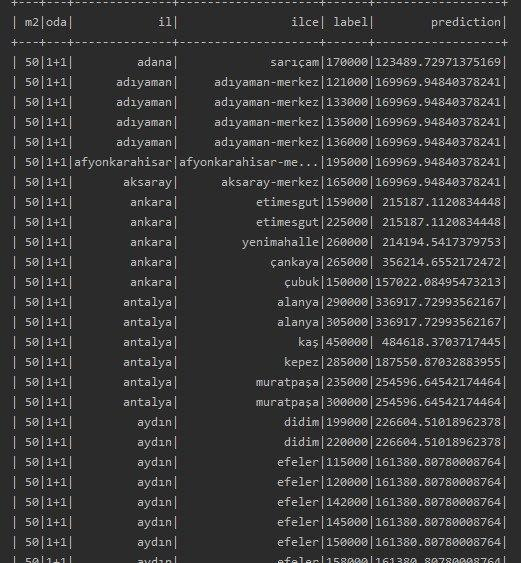 +---+---+---------------+--------------------+------+------------------+
| m2|oda|             il|                ilce| label|        prediction|
+---+---+---------------+--------------------+------+------------------+
| 50|1+1|          adana|             sarıçam|170000|123489.72971375169|
| 50|1+1|       adıyaman|     adıyaman-merkez|121000|169969.94840378241|
| 50|1+1|       adıyaman|     adıyaman-merkez|133000|169969.94840378241|
| 50|1+1|       adıyaman|     adıyaman-merkez|135000|169969.94840378241|
| 50|1+1|       adıyaman|     adıyaman-merkez|136000|169969.94840378241|
| 50|1+1| afyonkarahisar|afyonkarahisar-me...|195000|169969.94840378241|
| 50|1+1|        aksaray|      aksaray-merkez|165000|169969.94840378241|
| 50|1+1|         ankara|            etimesgut|159000| 215187.1120834448|
| 50|1+1|         ankara|            etimesgut|225000| 215187.1120834448|
| 50|1+1|         ankara|          yenimahalle|260000| 214194.5417379753|
| 50|1+1|         ankara|             çankaya|265000| 356214.6552172472|
| 50|1+1|         ankara|               çubuk|150000|157022.08495473213|
| 50|1+1|        antalya|              alanya|290000|336917.72993562167|
| 50|1+1|        antalya|              alanya|305000|336917.72993562167|
| 50|1+1|        antalya|                 kaş|450000| 484618.3703717445|
| 50|1+1|        antalya|               kepez|285000|187550.87032883955|
| 50|1+1|        antalya|           muratpaşa|235000|254596.64542174464|
| 50|1+1|        antalya|           muratpaşa|300000|254596.64542174464|
| 50|1+1|          aydın|               didim|199000|226604.51018962378|
| 50|1+1|          aydın|               didim|220000|226604.51018962378|
| 50|1+1|          aydın|              efeler|115000|161380.80780008764|
| 50|1+1|          aydın|              efeler|120000|161380.80780008764|
| 50|1+1|          aydın|              efeler|142000|161380.80780008764|
| 50|1+1|          aydın|              efeler|145000|161380.80780008764|
| 50|1+1|          aydın|              efeler|150000|161380.80780008764|
| 50|1+1|          aydın|              efeler|158000|161380.80780008764|